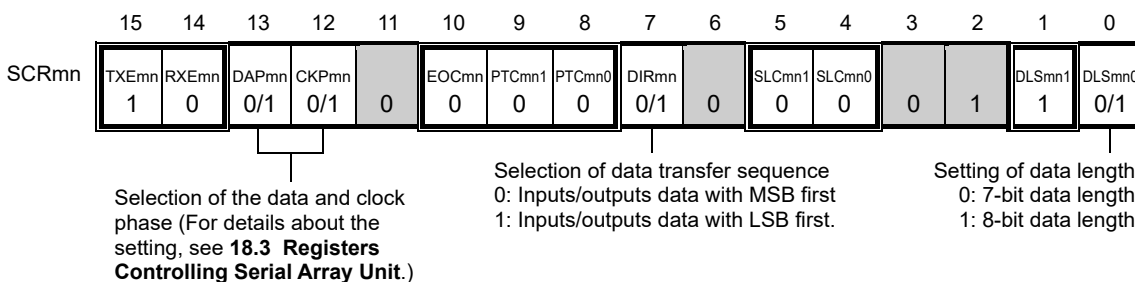 15 14 13 12 11 10 9 8 7 6 5 4 3 2 1 0
SCRmn TXEmn RXEmn DAPmn CKPmn EOCmn PTCmn1 PTCmn0 DIRmn SLCmn1 SLCmn0 DLSmn1 DLSmn0
1 0 0/1 0/1 0 0 0 0 0/1 0 0 0 0 1 1 0/1
Selection of the data and clock
phase (For details about the
setting, see 18.3 Registers
Controlling Serial Array Unit.)
Selection of data transfer sequence
0: Inputs/outputs data with MSB first
1: Inputs/outputs data with LSB first.
Setting of data length
0: 7-bit data length
1: 8-bit data length